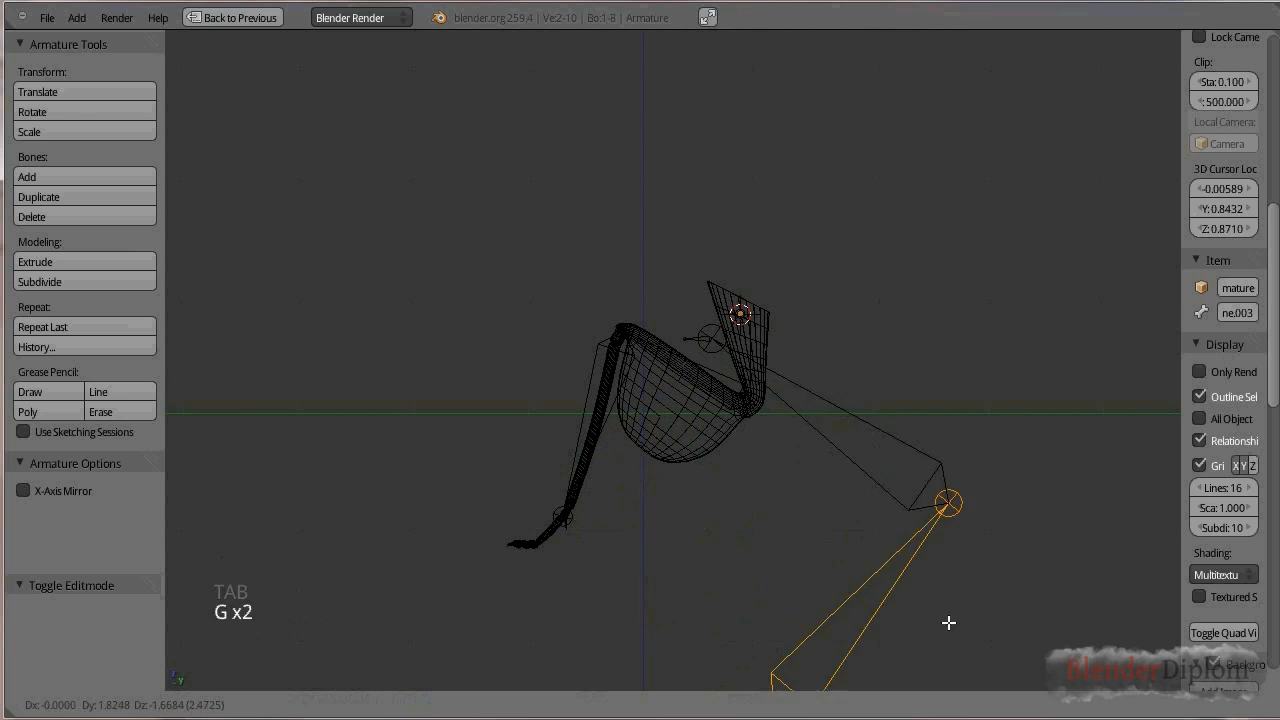 File Add Render Help Back to Previous Blender Render blender.org 259.4 | Ve:2-10 | Bo:1-8 | Armature
Armature Tools
Transform:
Translate
Rotate
Scale
Bones:
Add
Duplicate
Delete
Modeling:
Extrude
Subdivide
Repeat:
Repeat Last
History...
Grease Pencil:
Draw Line
Poly Erase
Use Sketching Sessions
Armature Options
X-Axis Mirror
Toggle Editmode
TAB
G x2
Dx: -0.0000 Dy: 1.8248 Dz: -1.6684 (2.4725)
y
Lock Came
Clip:
Sta: 0.100
: 500.000
Local Camera:
Camera
3D Cursor Loc
-0.00589
Y: 0.8432
Z: 0.8710
Item
mature
ne.003
Display
Only Rend
Outline Sel
All Object
Relationshi
Gri X Y Z
Lines: 16
Sca: 1.000
Subdi: 10
Shading:
Multitextu
Textured S
Toggle Quad Vi
Backgro
BlenderDiplom